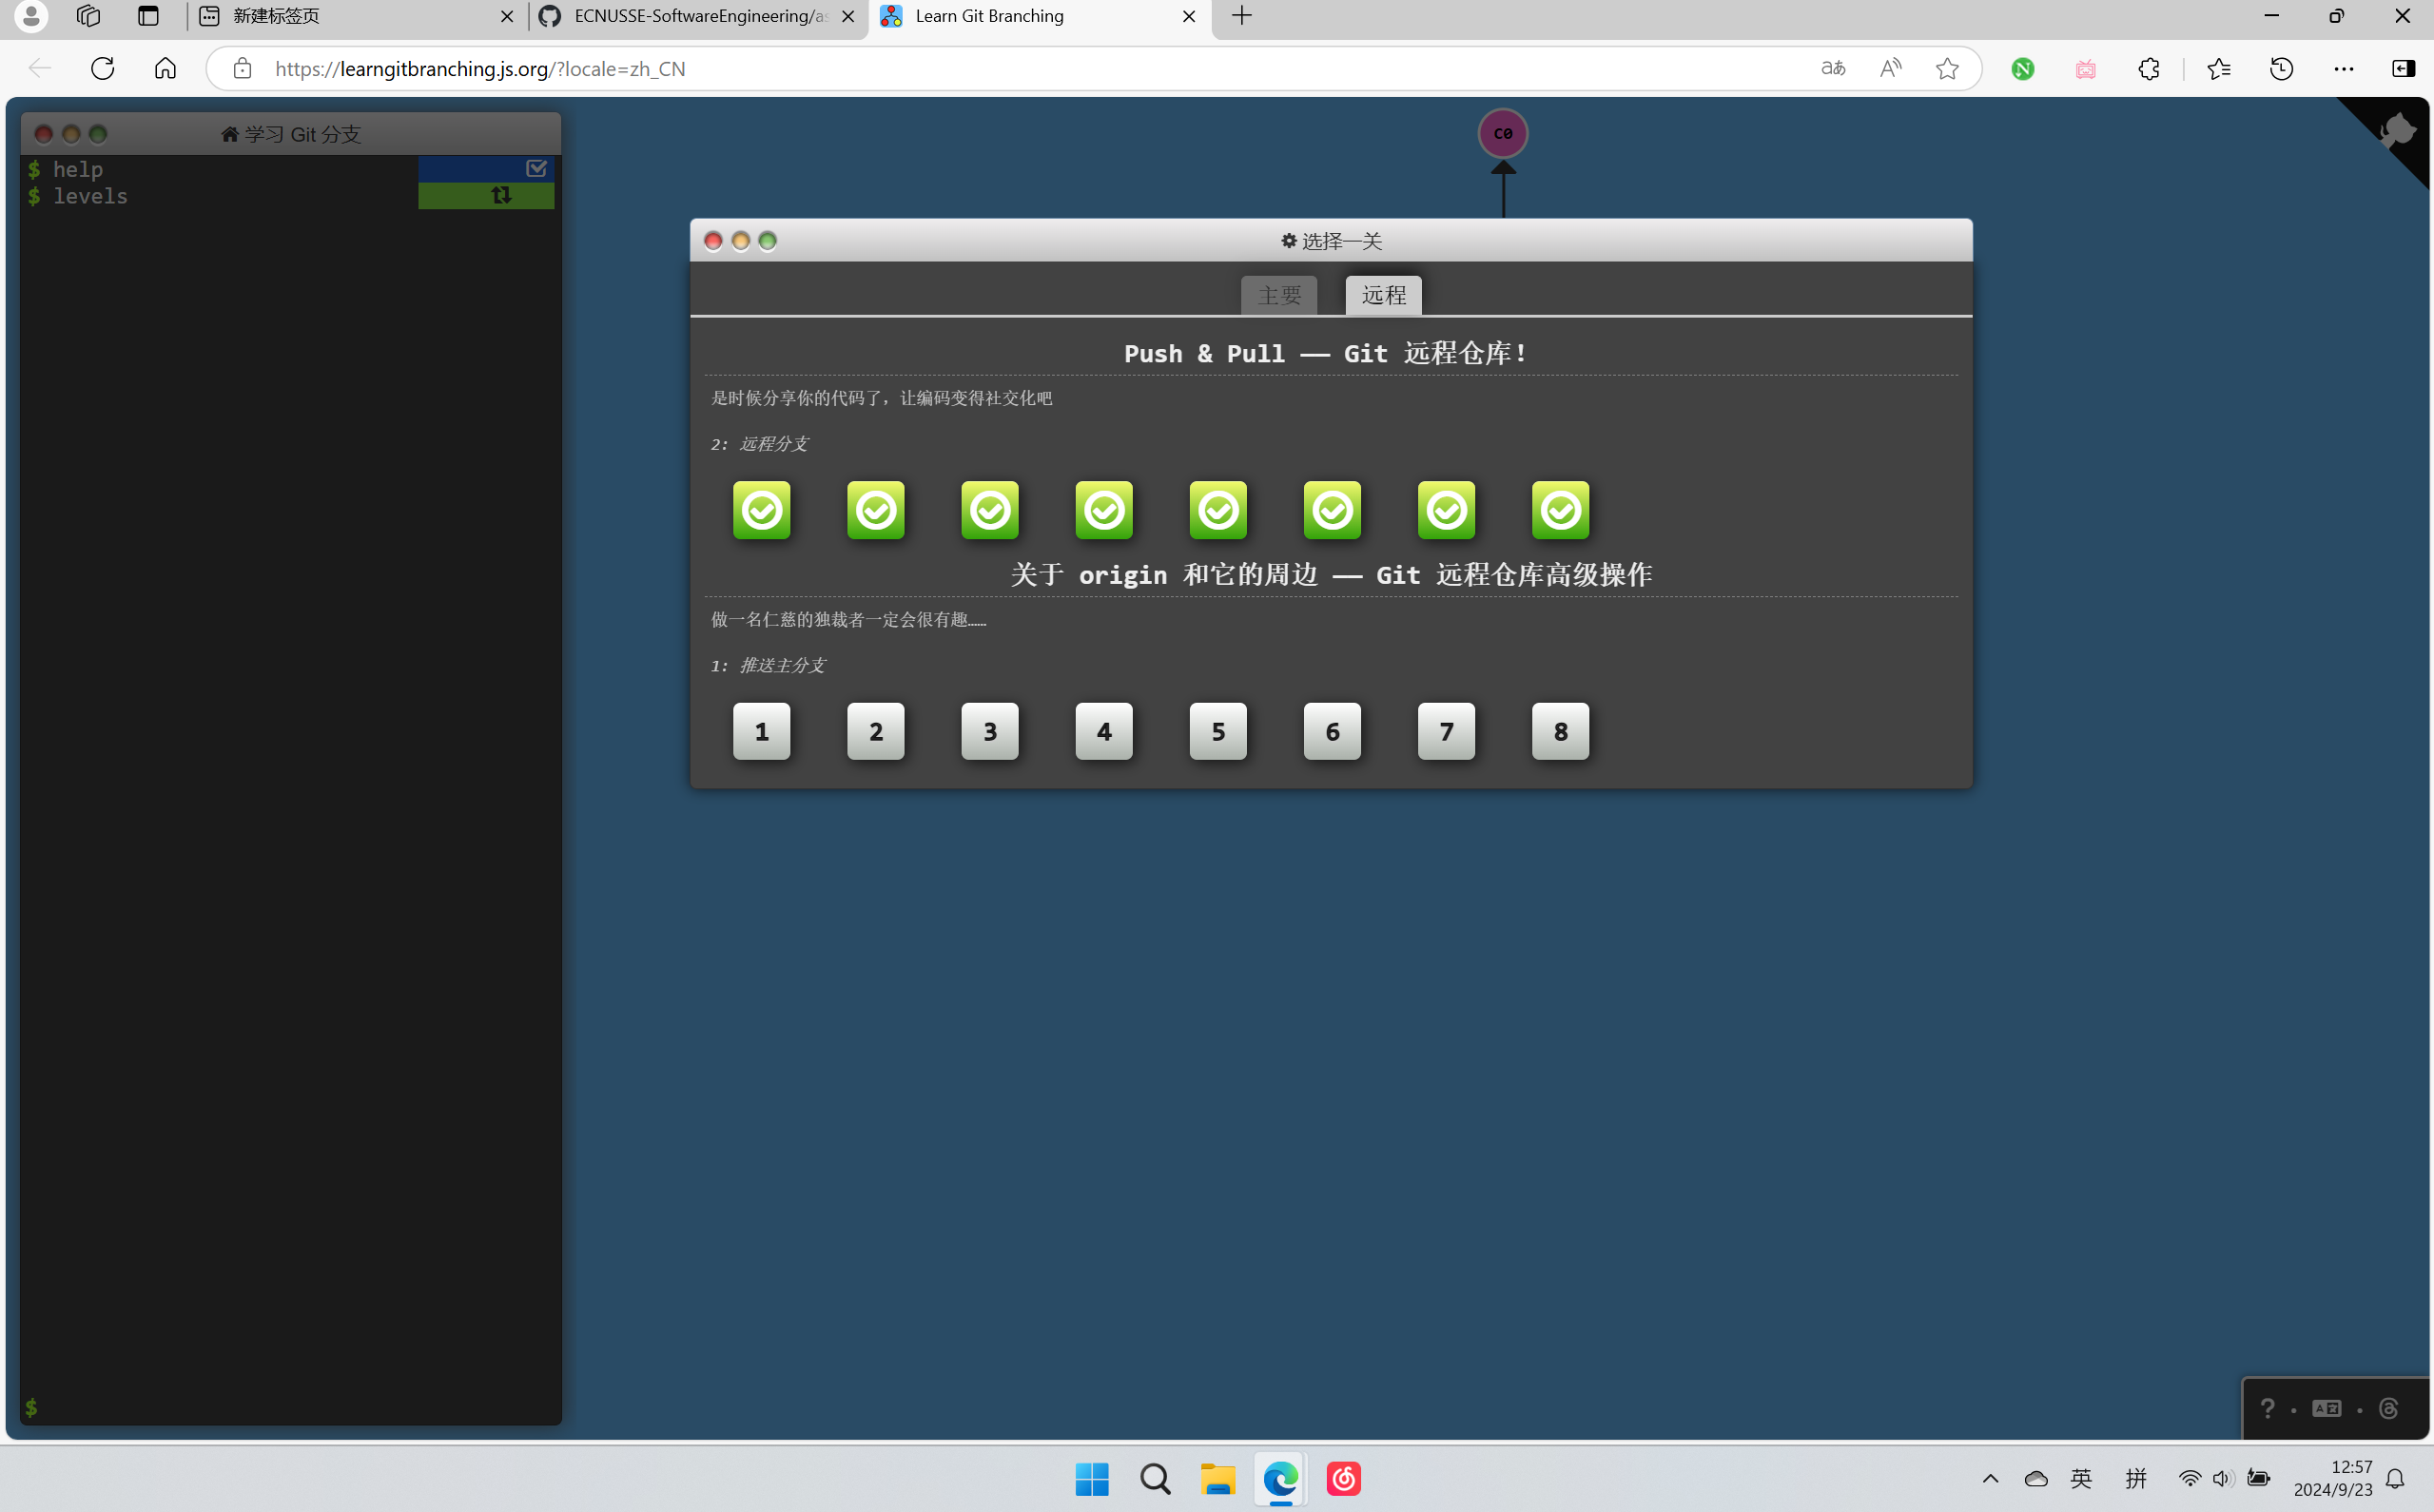 新建标签页
ECNUSSE-SoftwareEngineering/as
Learn Git Branching
https://learngitbranching.js.org/?locale=zh_CN
学习 Git 分支
$ help
$ levels
C0
选择一关
主要 远程
Push & Pull —— Git 远程仓库！
是时候分享你的代码了，让编码变得社交化吧
2: 远程分支
关于 origin 和它的周边 —— Git 远程仓库高级操作
做一名仁慈的独裁者一定会很有趣……
1: 推送主分支
1 2 3 4 5 6 7 8
$
英 拼
12:57
2024/9/23